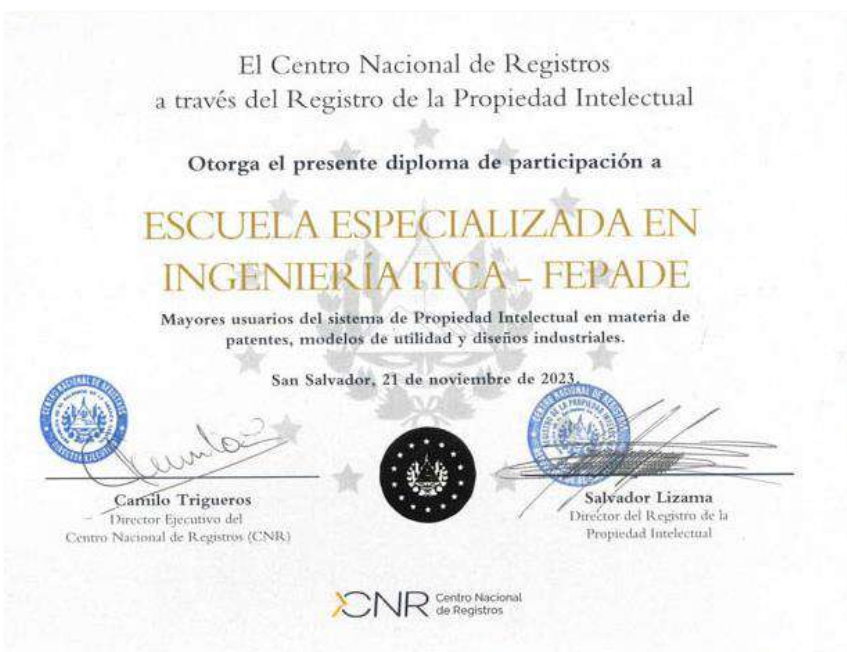 El Centro Nacional de Registros
a través del Registro de la Propiedad Intelectual
Otorga el presente diploma de participación a
ESCUELA ESPECIALIZADA EN
INGENIERÍA ITCA – FEPADE
Mayores usuarios del sistema de Propiedad Intelectual en materia de
patentes, modelos de utilidad y diseños industriales.
San Salvador, 21 de noviembre de 2023.
Camilo Trigueros
Director Ejecutivo del
Centro Nacional de Registros (CNR)
Salvador Lizama
Director del Registro de la
Propiedad Intelectual
CNR Centro Nacional
de Registros